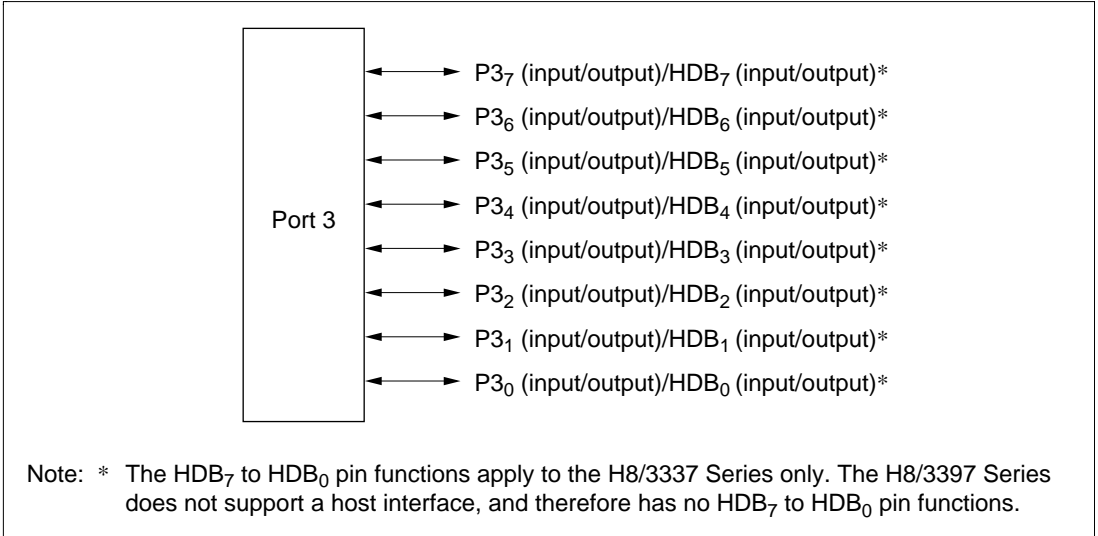 P3₇ (input/output)/HDB₇ (input/output)*
P3₆ (input/output)/HDB₆ (input/output)*
P3₅ (input/output)/HDB₅ (input/output)*
P3₄ (input/output)/HDB₄ (input/output)*
Port 3
P3₃ (input/output)/HDB₃ (input/output)*
P3₂ (input/output)/HDB₂ (input/output)*
P3₁ (input/output)/HDB₁ (input/output)*
P3₀ (input/output)/HDB₀ (input/output)*
Note: * The HDB₇ to HDB₀ pin functions apply to the H8/3337 Series only. The H8/3397 Series
does not support a host interface, and therefore has no HDB₇ to HDB₀ pin functions.